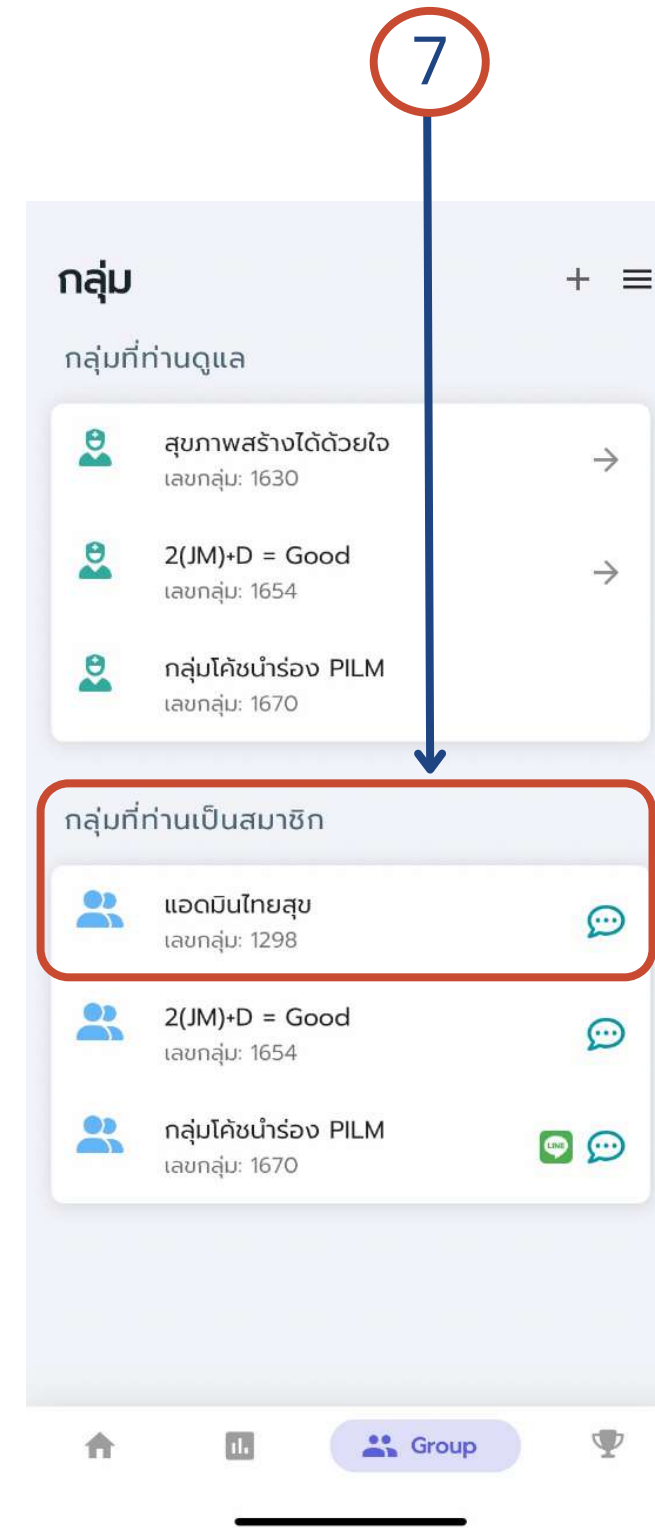 7
กลุ่ม
กลุ่มที่ท่านดูแล
สุขภาพสร้างได้ด้วยใจ
เลขกลุ่ม: 1630
2(JM)+D = Good
เลขกลุ่ม: 1654
กลุ่มโค้ชนำร่อง PILM
เลขกลุ่ม: 1670
กลุ่มที่ท่านเป็นสมาชิก
แอดมินไทยสุข
เลขกลุ่ม: 1298
2(JM)+D = Good
เลขกลุ่ม: 1654
กลุ่มโค้ชนำร่อง PILM
LINE
เลขกลุ่ม: 1670
Group